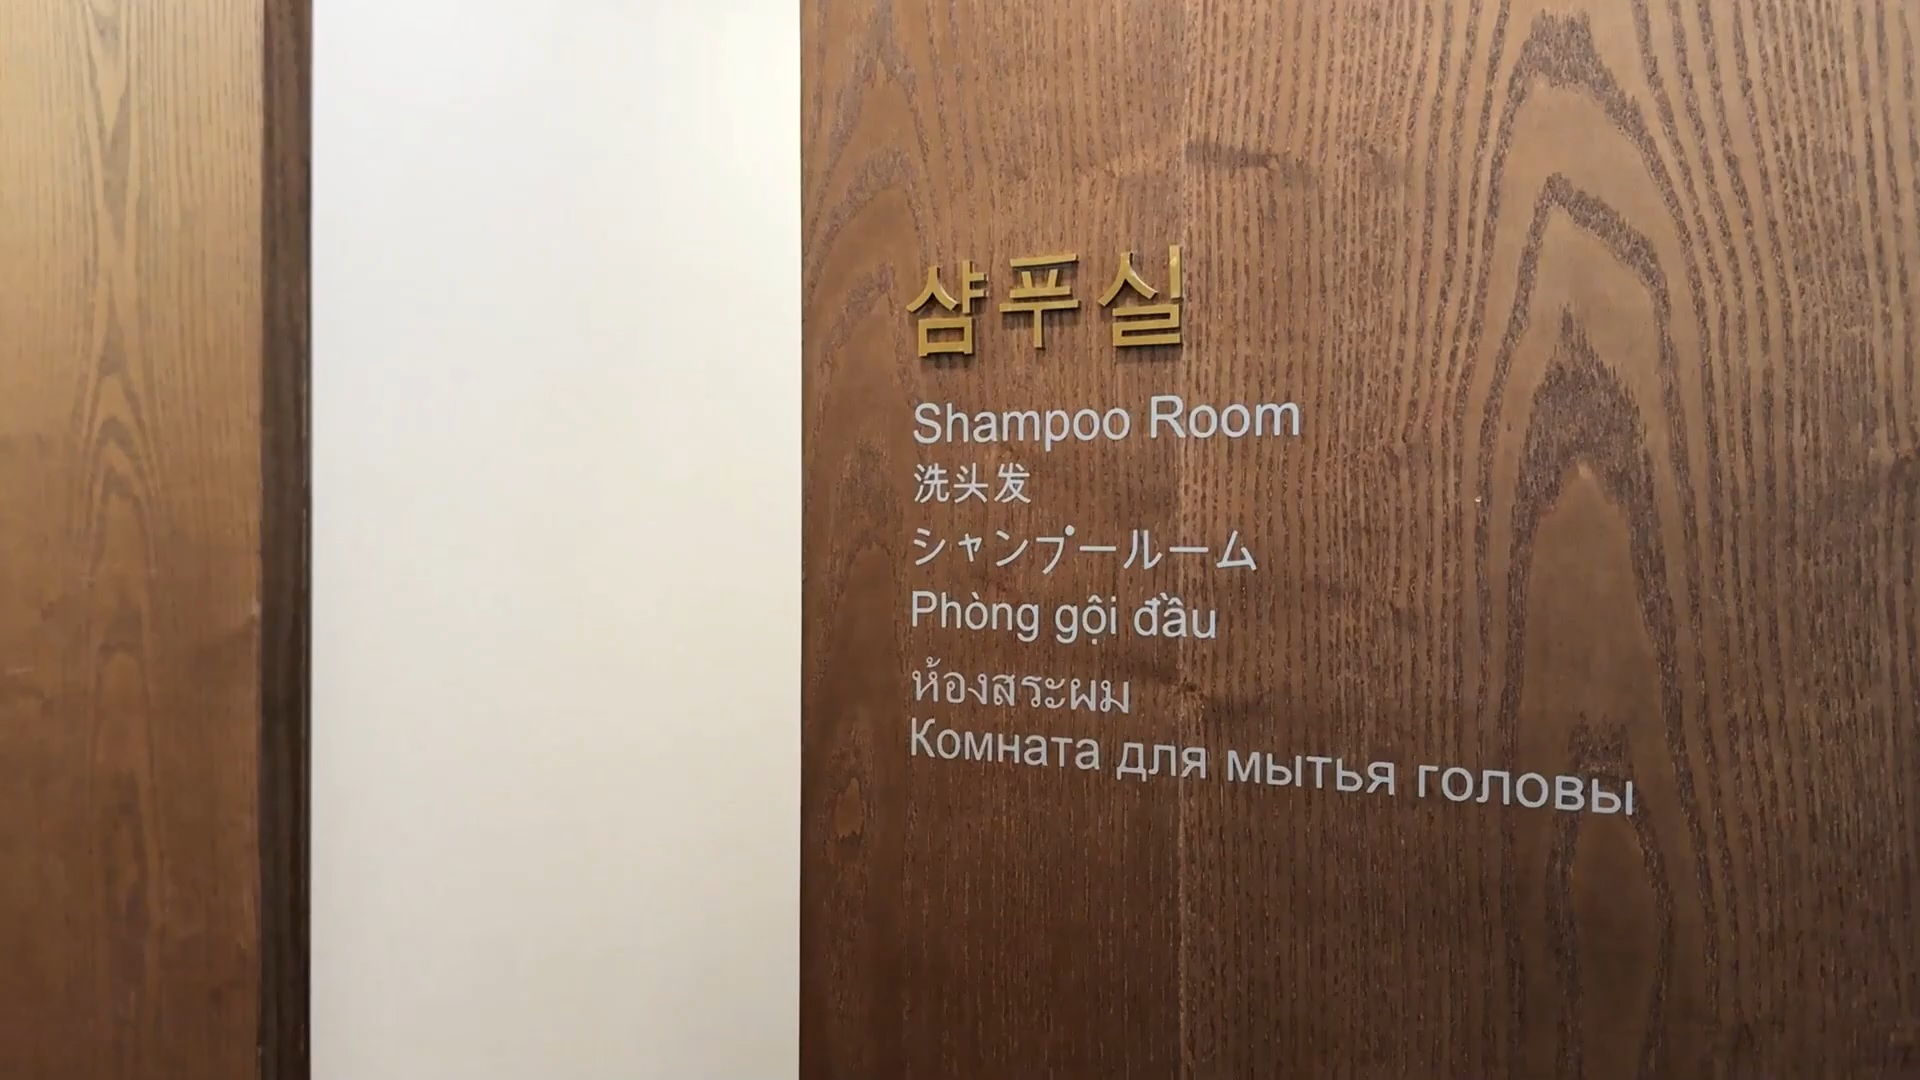 샴푸실
Shampoo Room
洗头发
シャンプールーム
Phòng gội đầu
ห้องสระผม
Комната для мытья головы